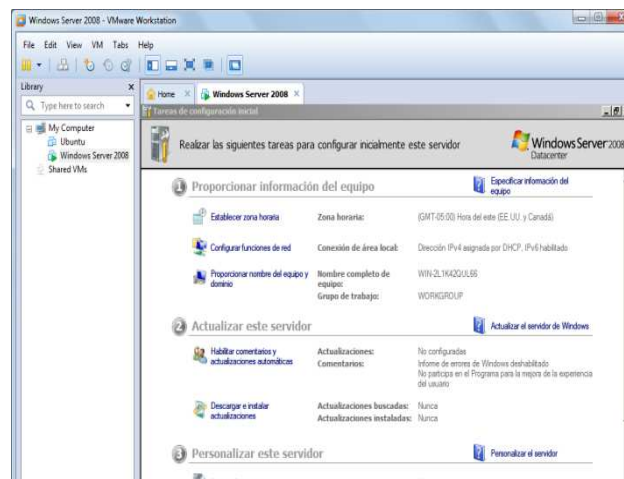 Windows Server 2008 - VMware Workstation
File Edit View VM Tabs Help
Library x
Type here to search
My Computer
Ubuntu
Windows Server 2008
Shared VMs
Home × Windows Server 2008 ×
Tareas de configuración inicial
Realizar las siguientes tareas para configurar inicialmente este servidor
Windows Server 2008
Datacenter
1 Proporcionar información del equipo
Especificar información del equipo
Establecer zona horaria Zona horaria: (GMT-05:00) Hora del este (EE.UU. y Canadá)
Configurar funciones de red Conexión de área local: Dirección IPv4 asignada por DHCP, IPv6 habilitado
Proporcionar nombre del equipo y dominio
Nombre completo de equipo: WIN-2L1K42QUL66
Grupo de trabajo: WORKGROUP
2 Actualizar este servidor
Actualizar el servidor de Windows
Habilitar comentarios y actualizaciones automáticas
Actualizaciones: No configuradas
Comentarios: Informe de errores de Windows deshabilitado
No participa en el Programa para la mejora de la experiencia del usuario
Descargar e instalar actualizaciones
Actualizaciones buscadas: Nunca
Actualizaciones instaladas: Nunca
3 Personalizar este servidor
Personalizar el servidor